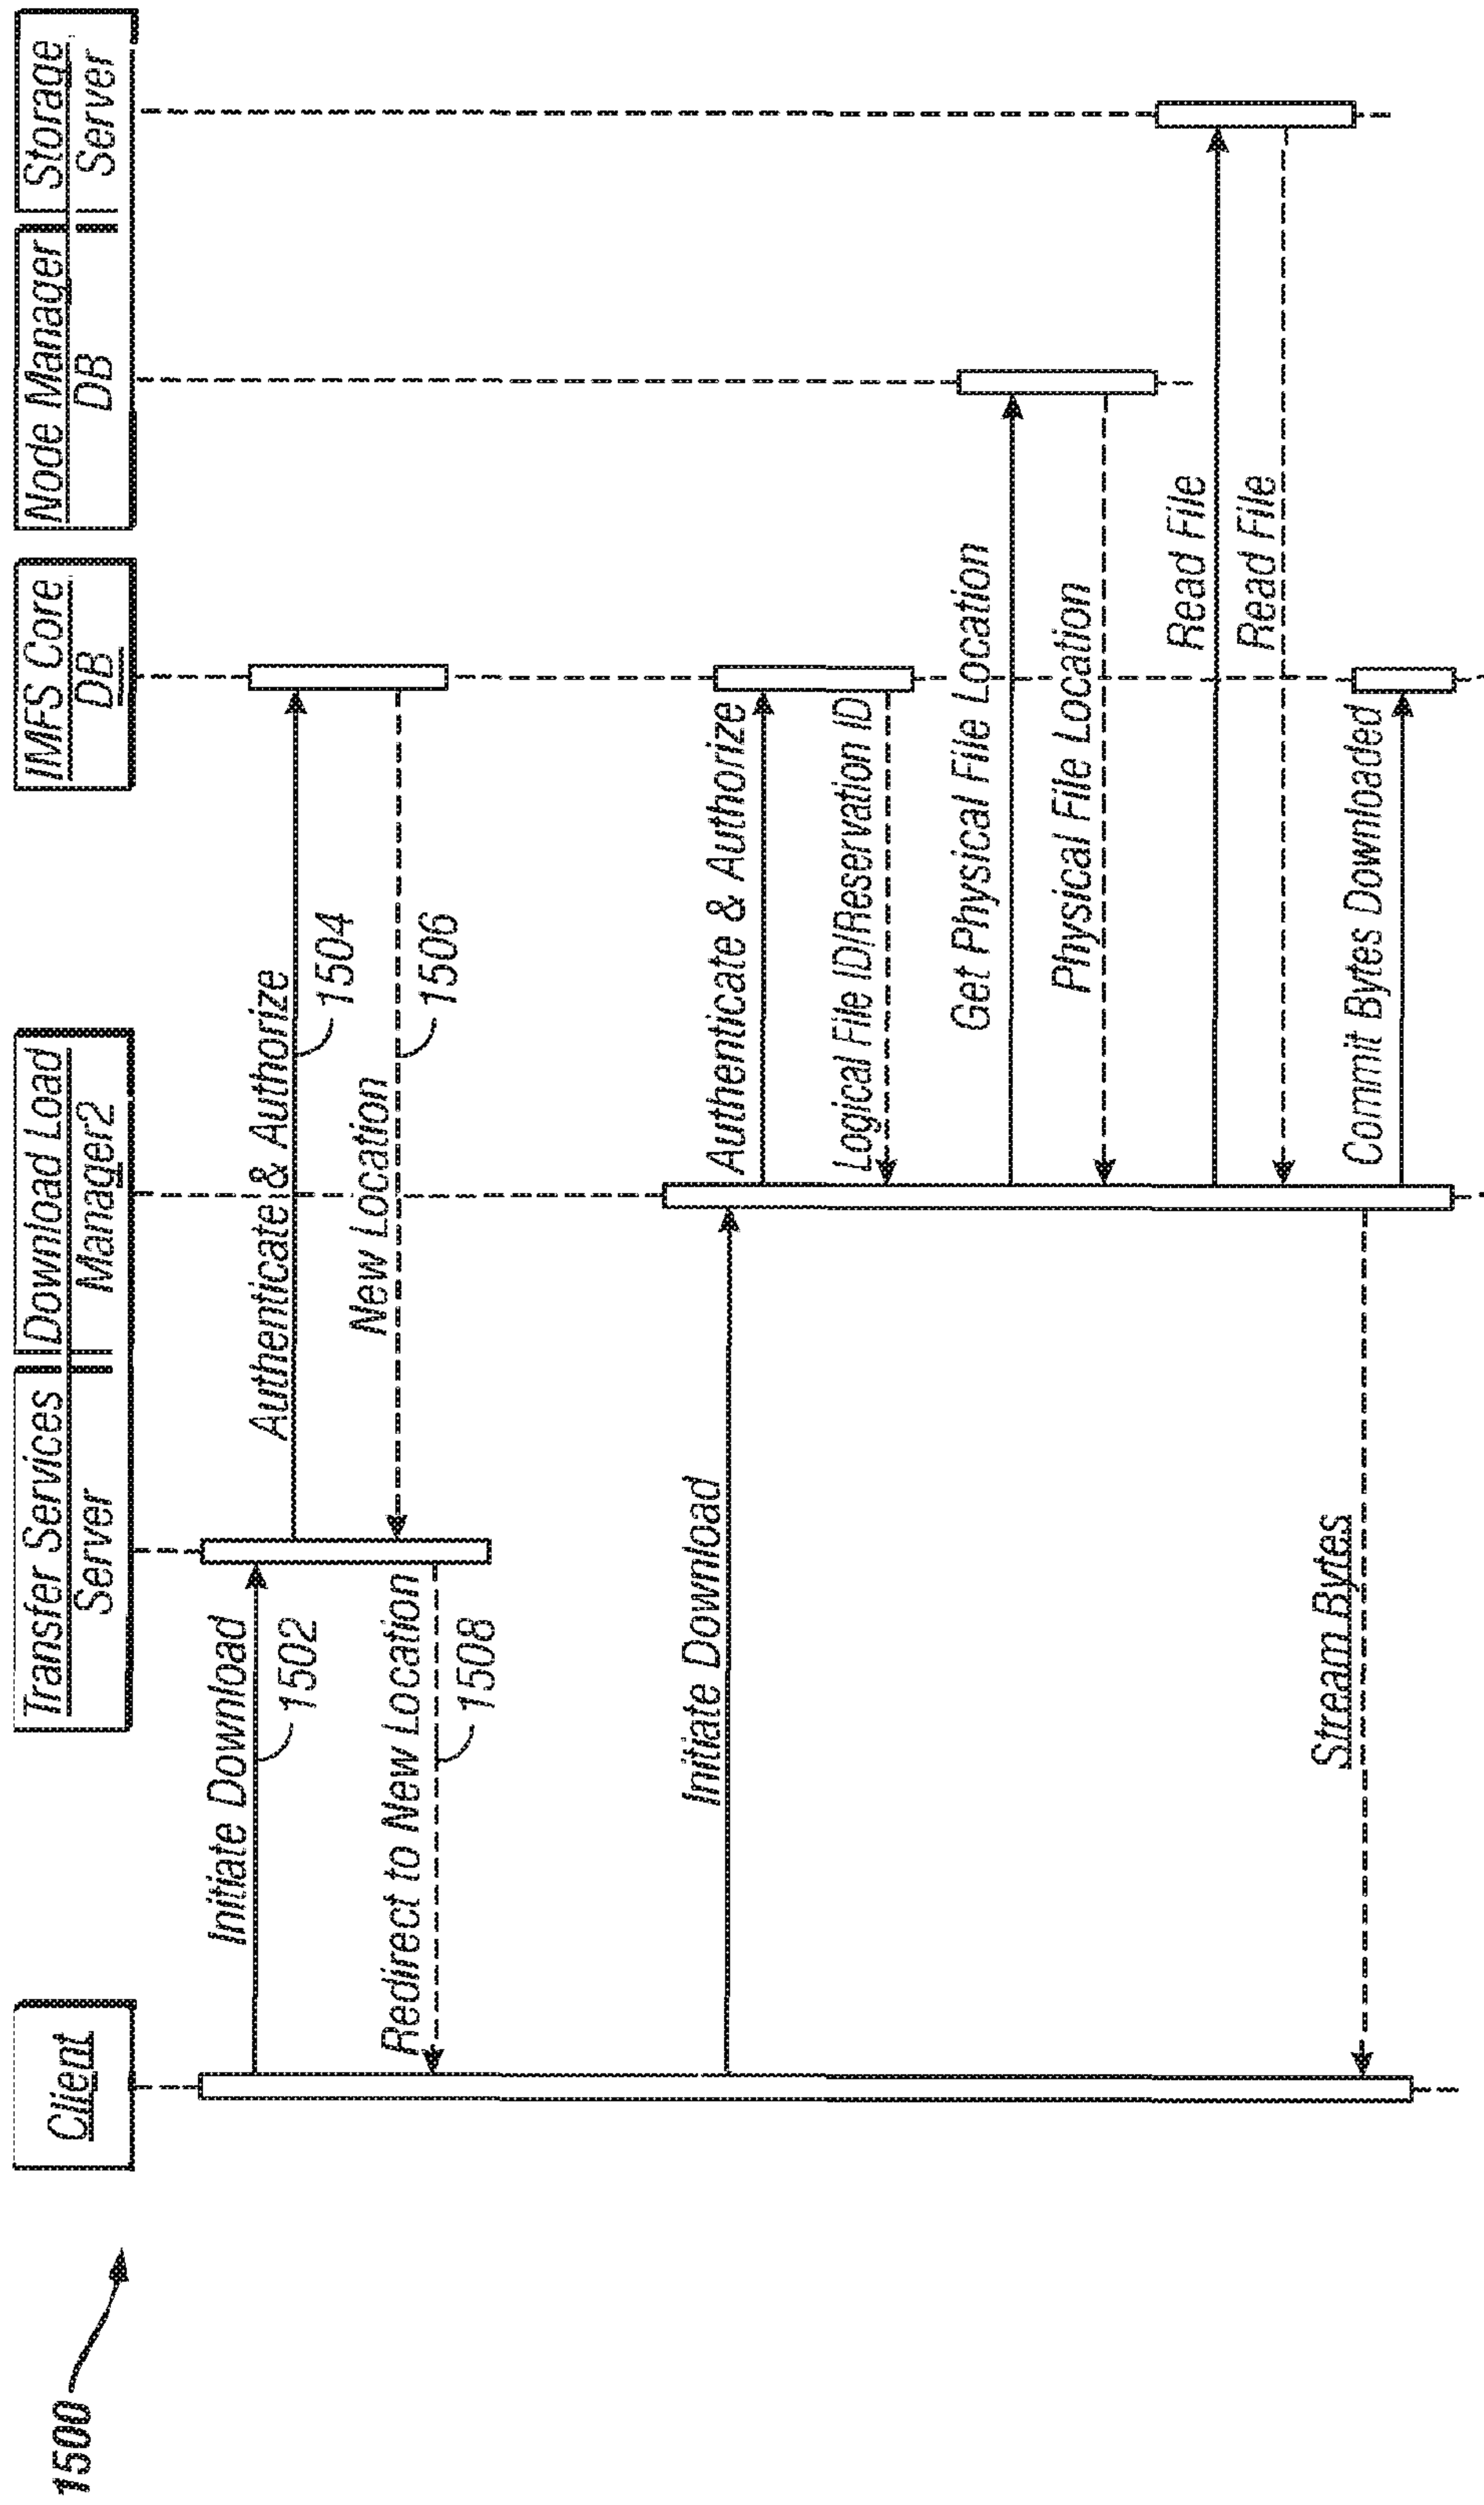 1500
Client
Transfer Services
Server
Download Load
Manager2
IMFS Core
DB
Node Manager
DB
Storage
Server
Initiate Download
1502
Authenticate & Authorize
1504
New Location
1506
Redirect to New Location
1508
Initiate Download
Authenticate & Authorize
Logical File ID/Reservation ID
Get Physical File Location
Physical File Location
Read File
Read File
Stream Bytes
Commit Bytes Downloaded